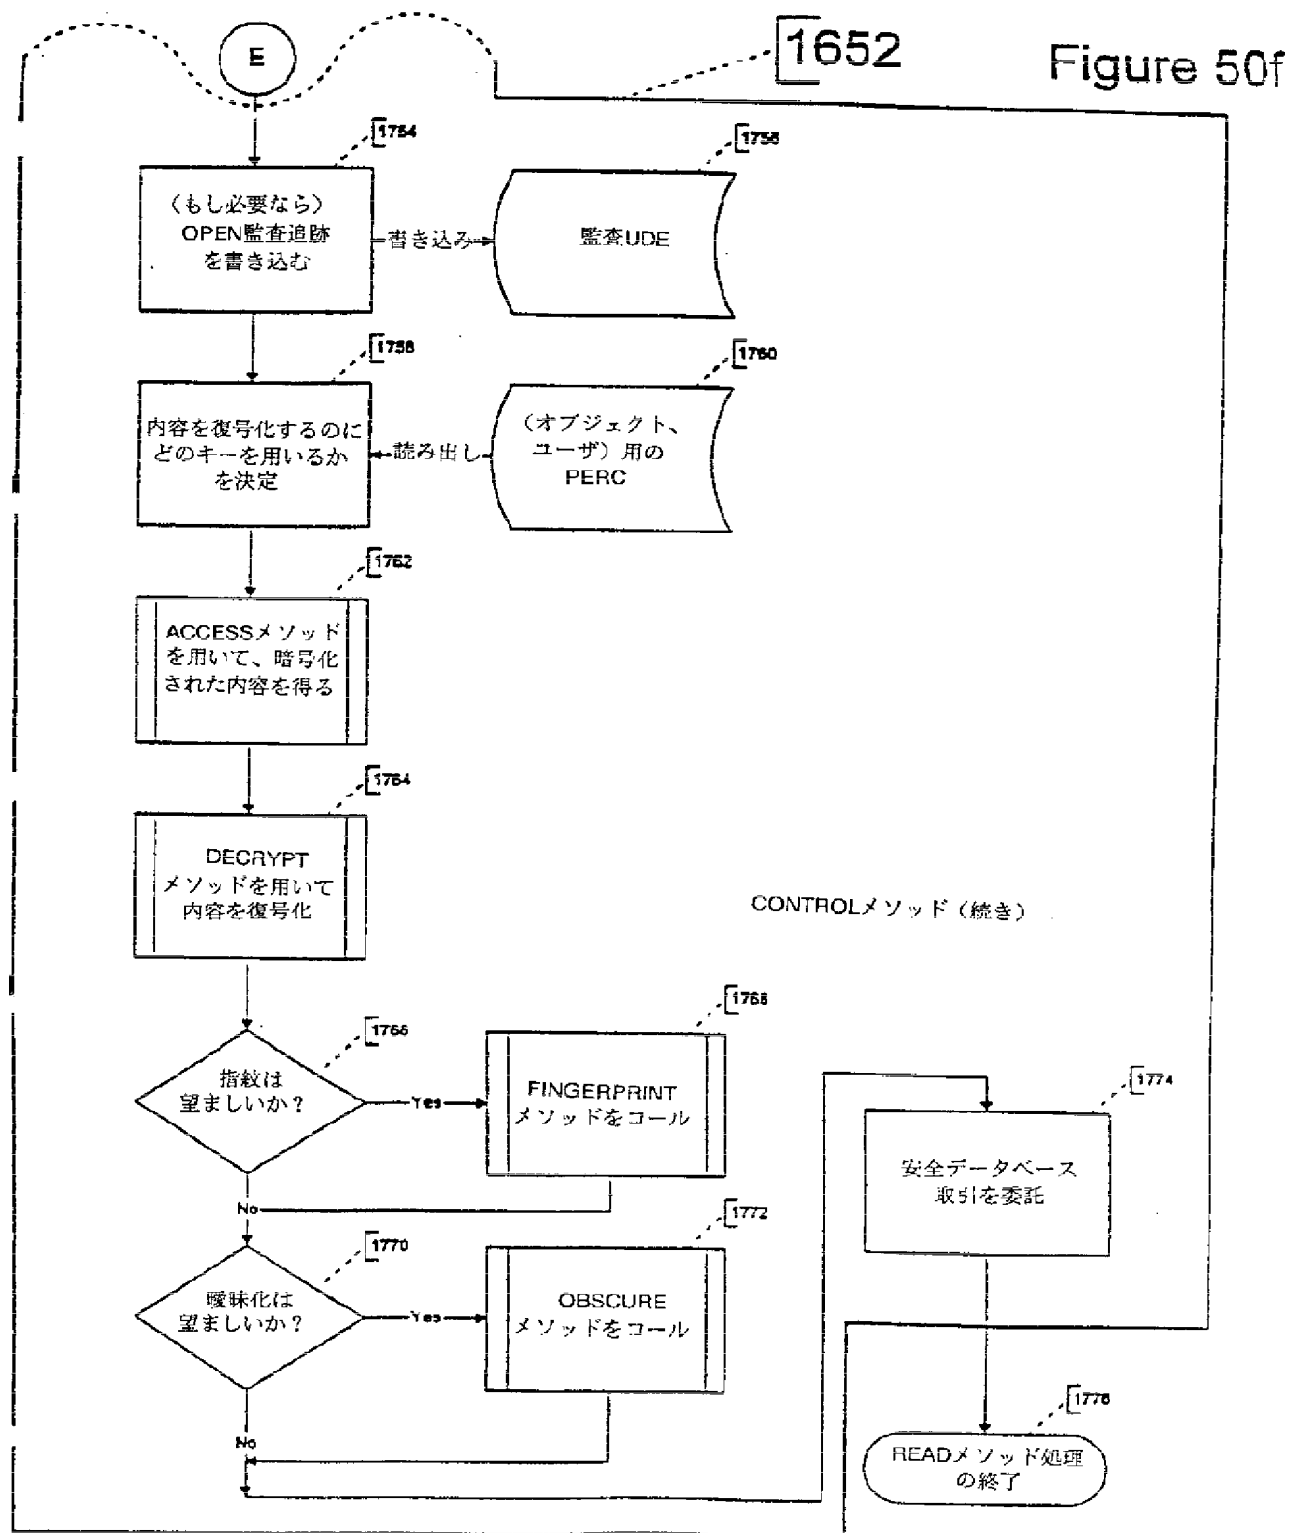 E
1652
Figure 50f
1754
(もし必要なら)
OPEN監査追跡
を書き込む
書き込み
1756
監査UDE
1758
内容を復号化するのに
どのキーを用いるか
を決定
読み出し
1760
(オブジェクト、
ユーザ)用の
PERC
1762
ACCESSメソッド
を用いて、暗号化
された内容を得る
1764
DECRYPT
メソッドを用いて
内容を復号化
CONTROLメソッド(続き)
1766
指紋は
望ましいか?
Yes
1768
FINGERPRINT
メソッドをコール
No
1770
曖昧化は
望ましいか?
Yes
1772
OBSCURE
メソッドをコール
No
1774
安全データベース
取引を委託
1776
READメソッド処理
の終了